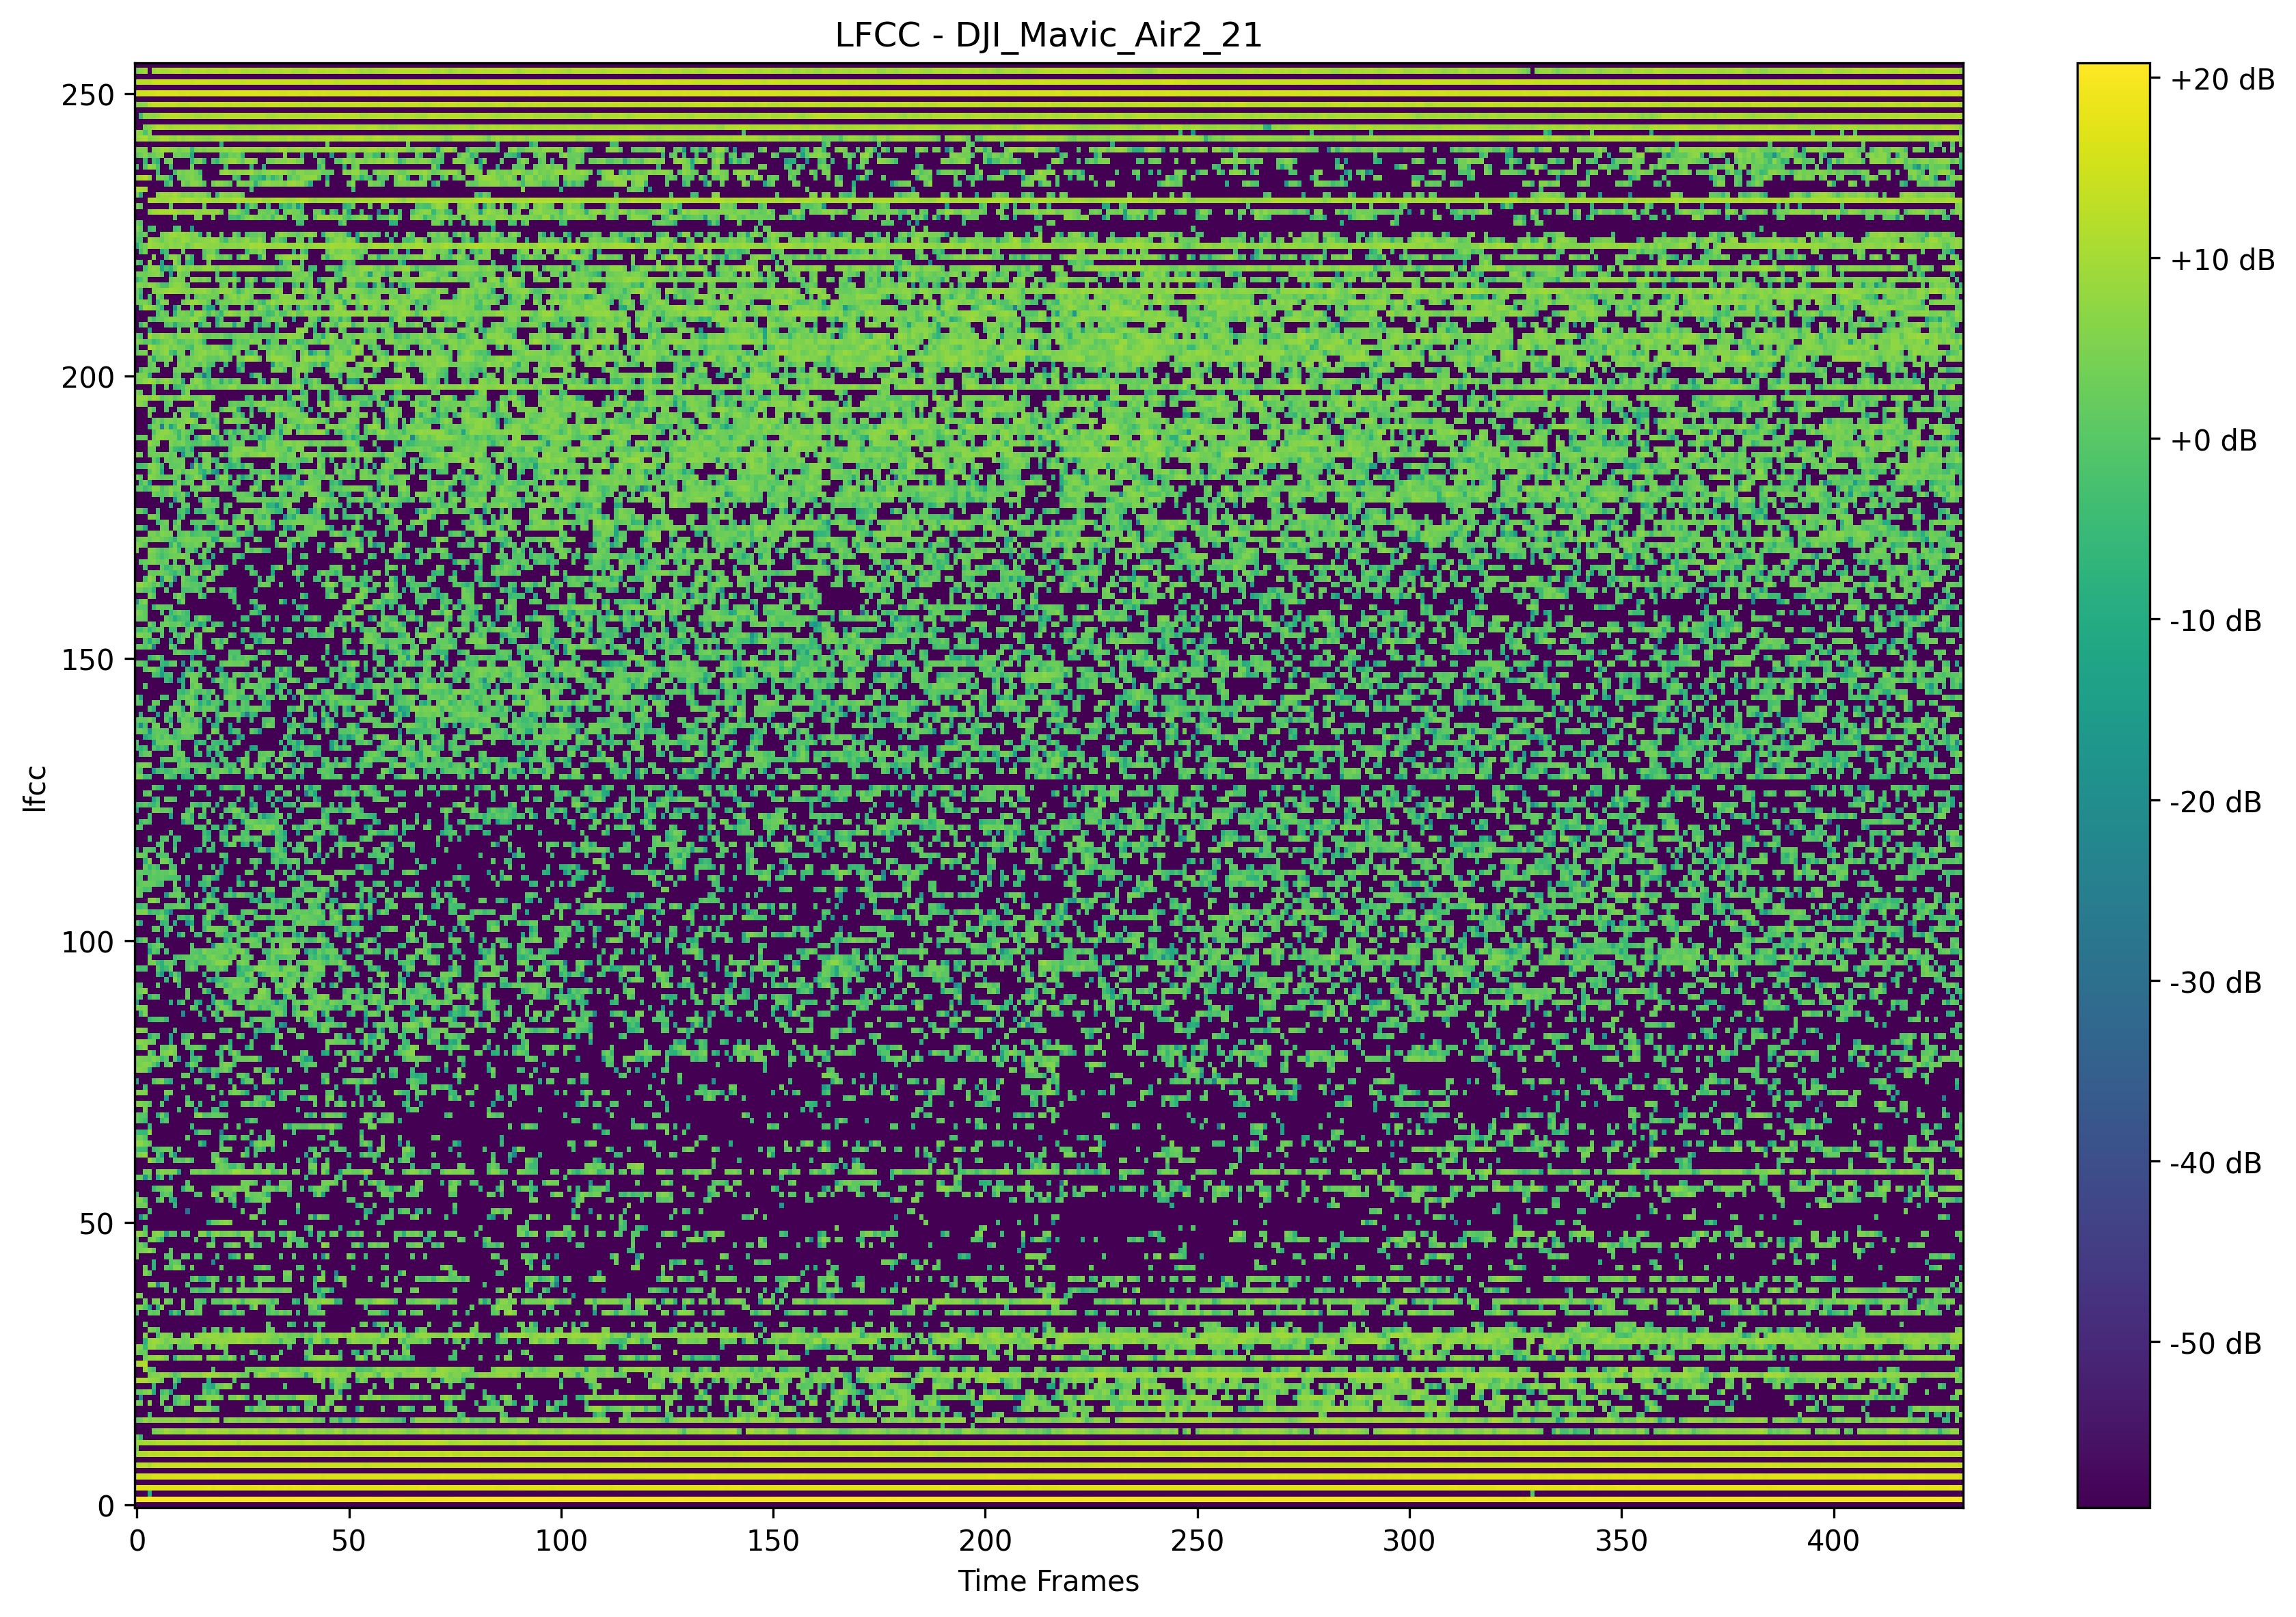 LFCC - DJI_Mavic_Air2_21
250
200
150
100
50
0
lfcc
0 50 100 150 200 250 300 350 400
Time Frames
+20 dB
+10 dB
+0 dB
-10 dB
-20 dB
-30 dB
-40 dB
-50 dB